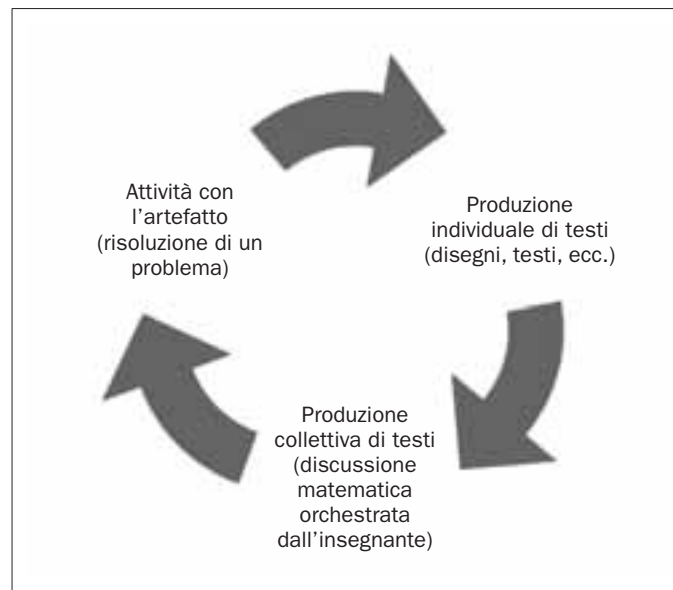 Attività con
l'artefatto
(risoluzione di un
problema)
Produzione
individuale di testi
(disegni, testi, ecc.)
Produzione
collettiva di testi
(discussione
matematica
orchestrata
dall'insegnante)